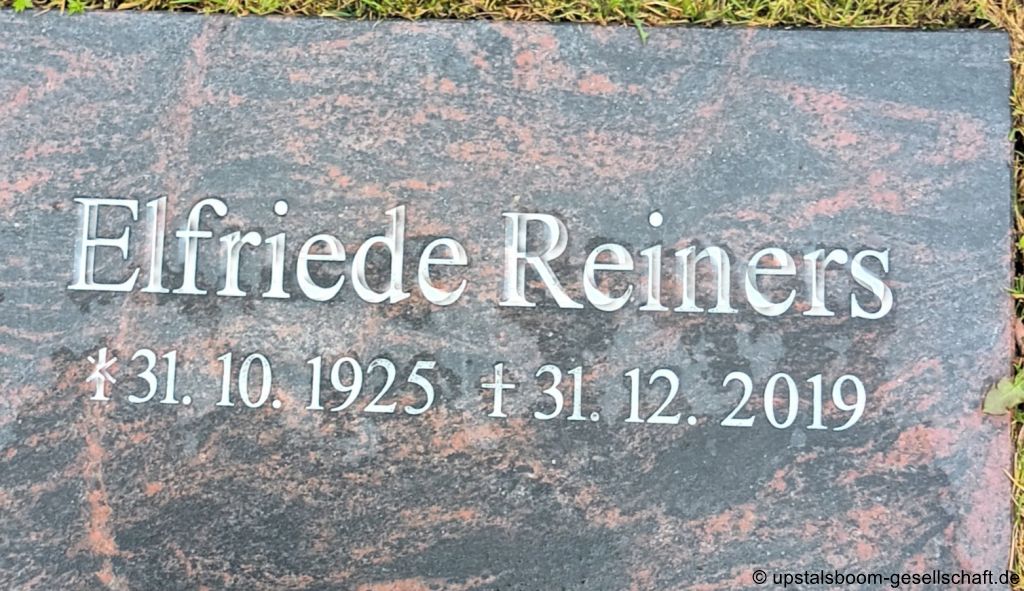 Elfriede Reiners
* 31. 10. 1925 † 31. 12. 2019
© upstalsboom-gesellschaft.de